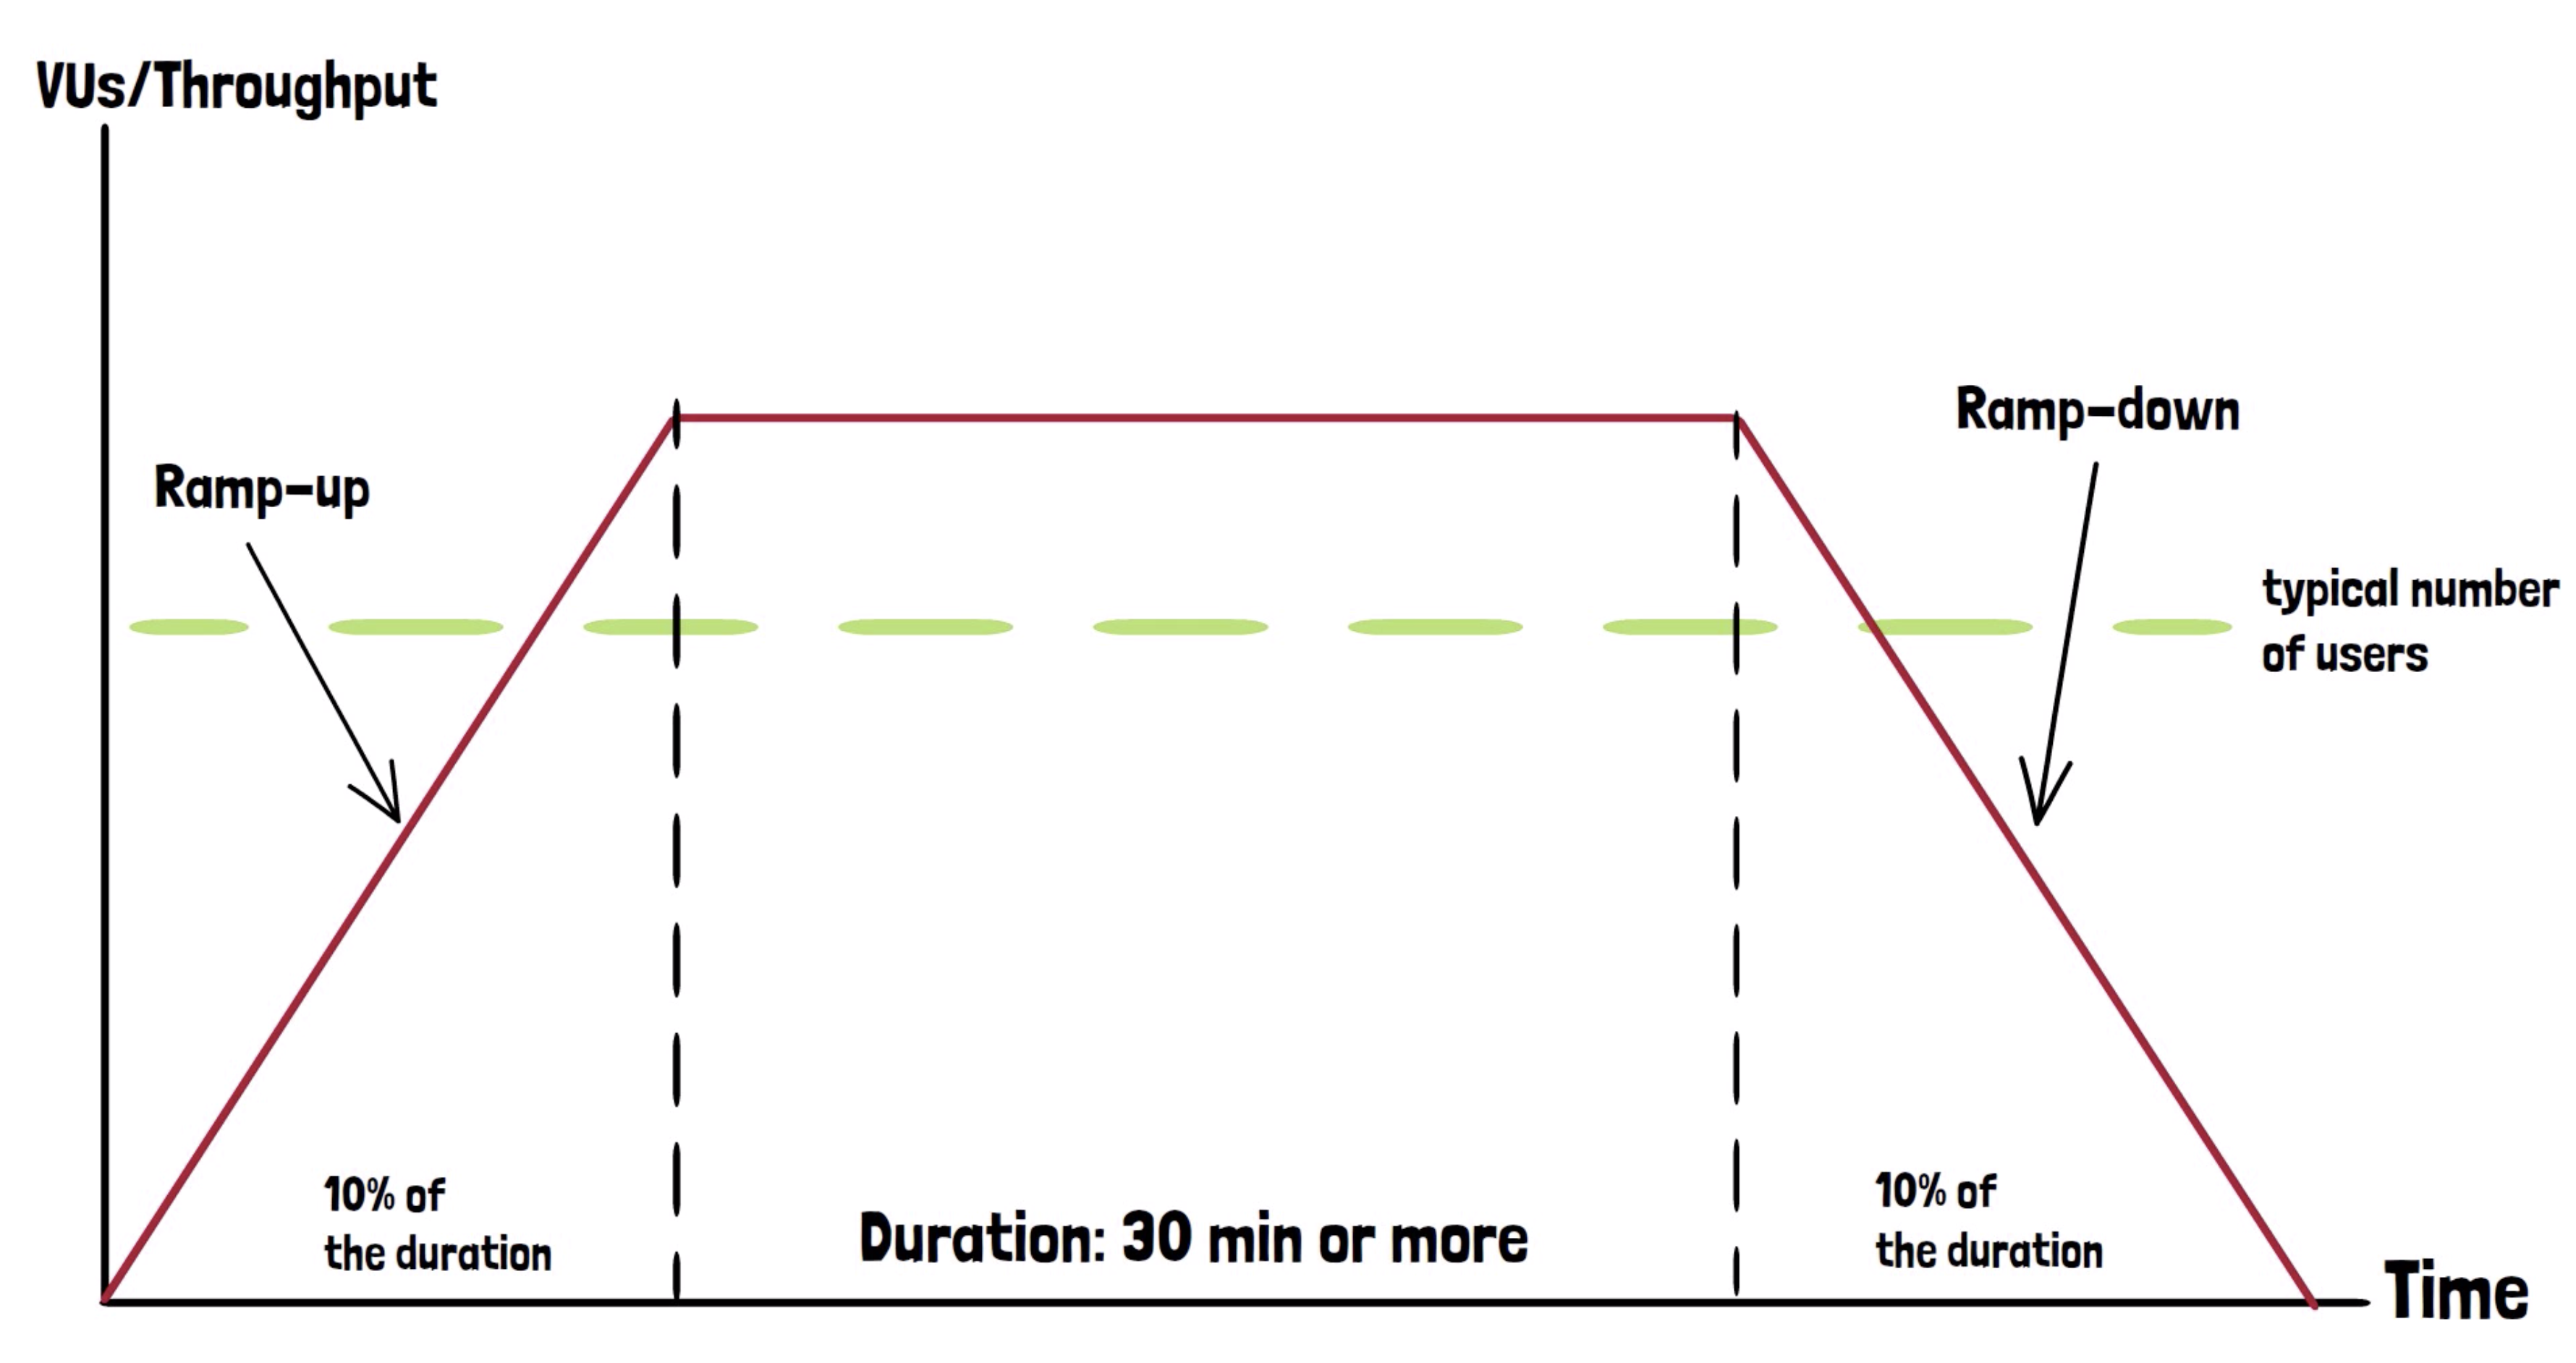 VUs/Throughput
Ramp-up
Ramp-down
typical number
of users
10% of
the duration
Duration: 30 min or more
10% of
the duration
Time